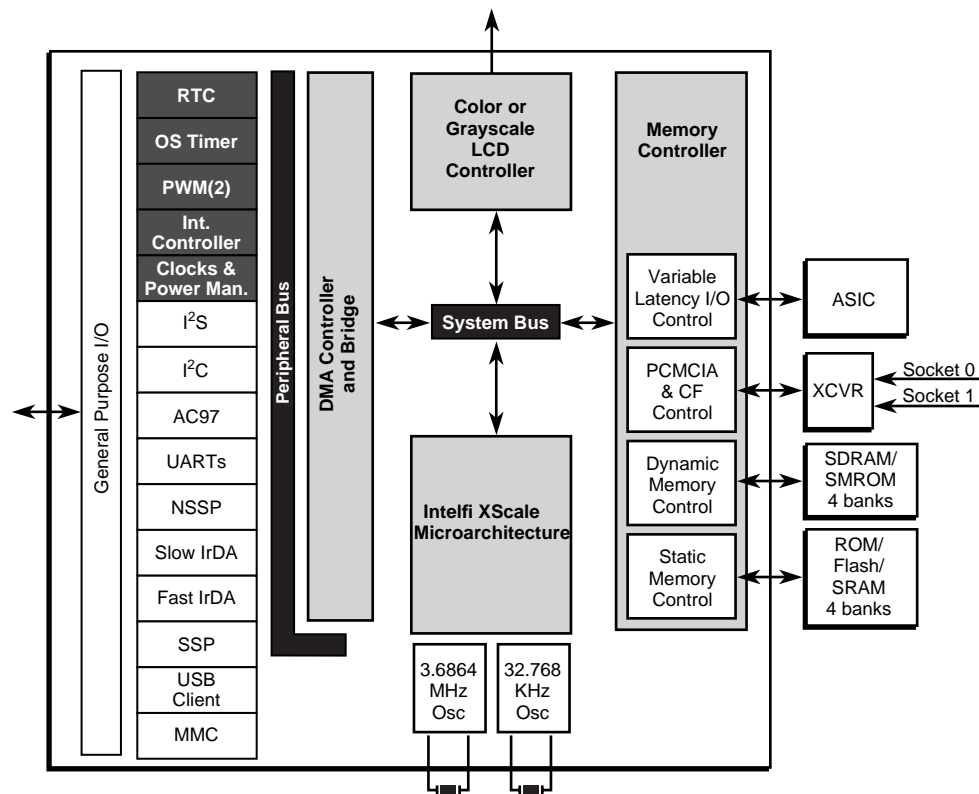 General Purpose I/O
RTC
OS Timer
PWM(2)
Int.
Controller
Clocks &
Power Man.
I²S
I²C
AC97
UARTs
NSSP
Slow IrDA
Fast IrDA
SSP
USB
Client
MMC
Peripheral Bus
DMA Controller
and Bridge
Color or
Grayscale
LCD
Controller
System Bus
Intelfi XScale
Microarchitecture
3.6864
MHz
Osc
32.768
KHz
Osc
Memory
Controller
Variable
Latency I/O
Control
PCMCIA
& CF
Control
Dynamic
Memory
Control
Static
Memory
Control
ASIC
XCVR
Socket 0
Socket 1
SDRAM/
SMROM
4 banks
ROM/
Flash/
SRAM
4 banks